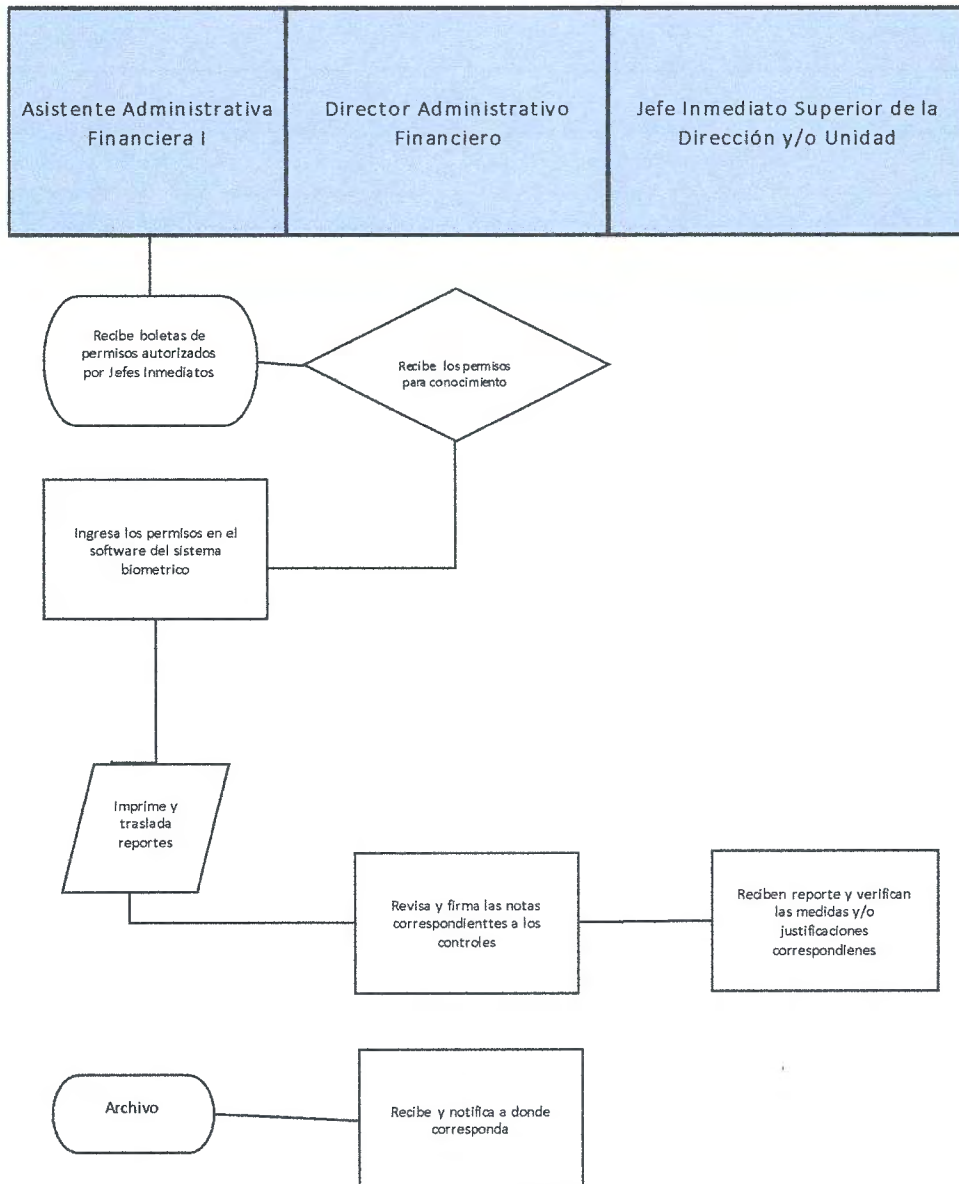 Asistente Administrativa
Financiera I
Director Administrativo
Financiero
Jefe Inmediato Superior de la
Dirección y/o Unidad
Recibe boletas de
permisos autorizados
por Jefes Inmediatos
Recibe los permisos
para conocimiento
Ingresa los permisos en el
software del sistema
biometrico
Imprime y
traslada
reportes
Revisa y firma las notas
correspondienttes a los
controles
Reciben reporte y verifican
las medidas y/o
justificaciones
correspondienes
Archivo
Recibe y notifica a donde
corresponda